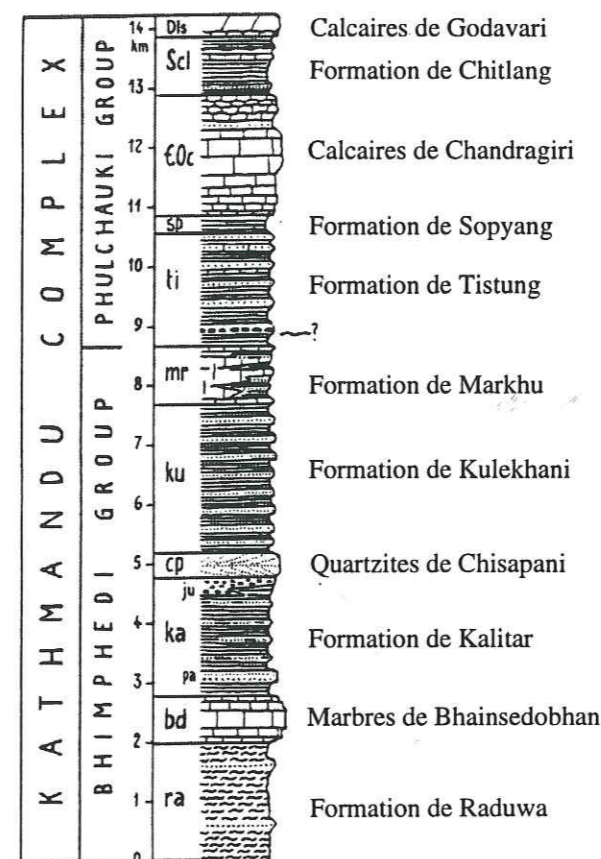 KATHMANDU COMPLEX
PHULCHAUKI GROUP
BHIMPHEDI GROUP
14 Dls Calcaires de Godavari
km
Scl Formation de Chitlang
13
12 €Oc Calcaires de Chandragiri
11
sp Formation de Sopyang
10 ti Formation de Tistung
9 ?
mr Formation de Markhu
8
7
ku Formation de Kulekhani
6
5 cp Quartzites de Chisapani
ju
4
ka Formation de Kalitar
pa
3
bd Marbres de Bhainsedobhan
2
1 ra Formation de Raduwa
0